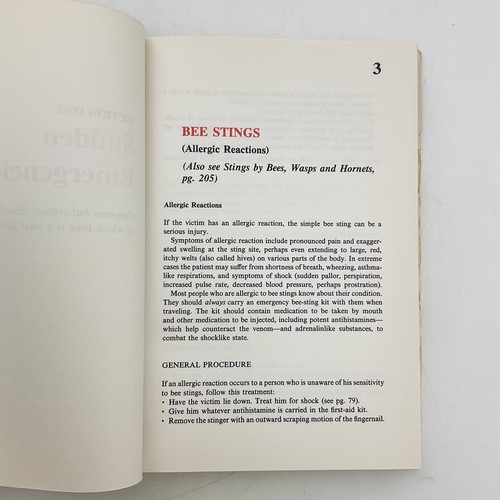 3
BEE STINGS
(Allergic Reactions)
(Also see Stings by Bees, Wasps and Hornets,
pg. 205)
Allergic Reactions
If the victim has an allergic reaction, the simple bee sting can be a
serious injury.
Symptoms of allergic reaction include pronounced pain and exagger-
ated swelling at the sting site, perhaps even extending to large, red,
itchy welts (also called hives) on various parts of the body. In extreme
cases the patient may suffer from shortness of breath, wheezing, asthma-
like respirations, and symptoms of shock (sudden pallor, perspiration,
increased pulse rate, decreased blood pressure, perhaps prostration).
Most people who are allergic to bee stings know about their condition.
They should always carry an emergency bee-sting kit with them when
traveling. The kit should contain medication to be taken by mouth
and other medication to be injected, including potent antihistamines—
which help counteract the venom—and adrenalinlike substances, to
combat the shocklike state.
GENERAL PROCEDURE
If an allergic reaction occurs to a person who is unaware of his sensitivity
to bee stings, follow this treatment:
• Have the victim lie down. Treat him for shock (see pg. 79).
• Give him whatever antihistamine is carried in the first-aid kit.
• Remove the stinger with an outward scraping motion of the fingernail.